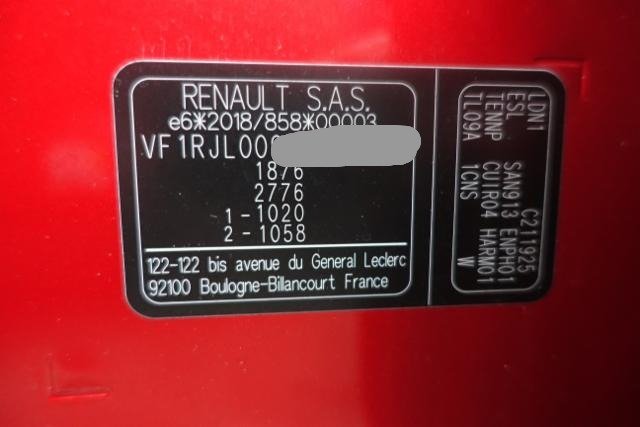 RENAULT S.A.S.
e6*2018/858*00003
VF1RJL00
1876
2776
1-1020
2-1058
122-122 bis avenue du General Leclerc
92100 Boulogne-Billancourt France
LDN1 C211925
ESL SAN913 ENPH01
TENNP CUIR04 HARM01
TL09A 1CNS W